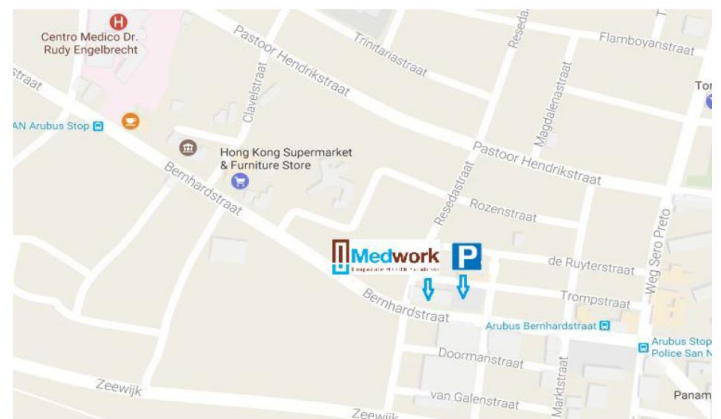 H
Centro Medico Dr.
Rudy Engelbrecht
Trinitariastraat
Reseda
Flamboyanstraat
Pastoor Hendrikstraat
Clavelstraat
Magdalenastraat
straat
AN Arubus Stop
Hong Kong Supermarket
& Furniture Store
Pastoor Hendrikstraat
Bernhardstraat
Resedastraat
Rozenstraat
Weg Sero Preto
Medwork
P
de Ruyterstraat
Trompstraat
Bernhardstraat
Arubus Bernhardstraat
Arubus Stop
Police San N
Doormanstraat
Marktstraat
Zeewijk
van Galenstraat
Panam
Zeewijk